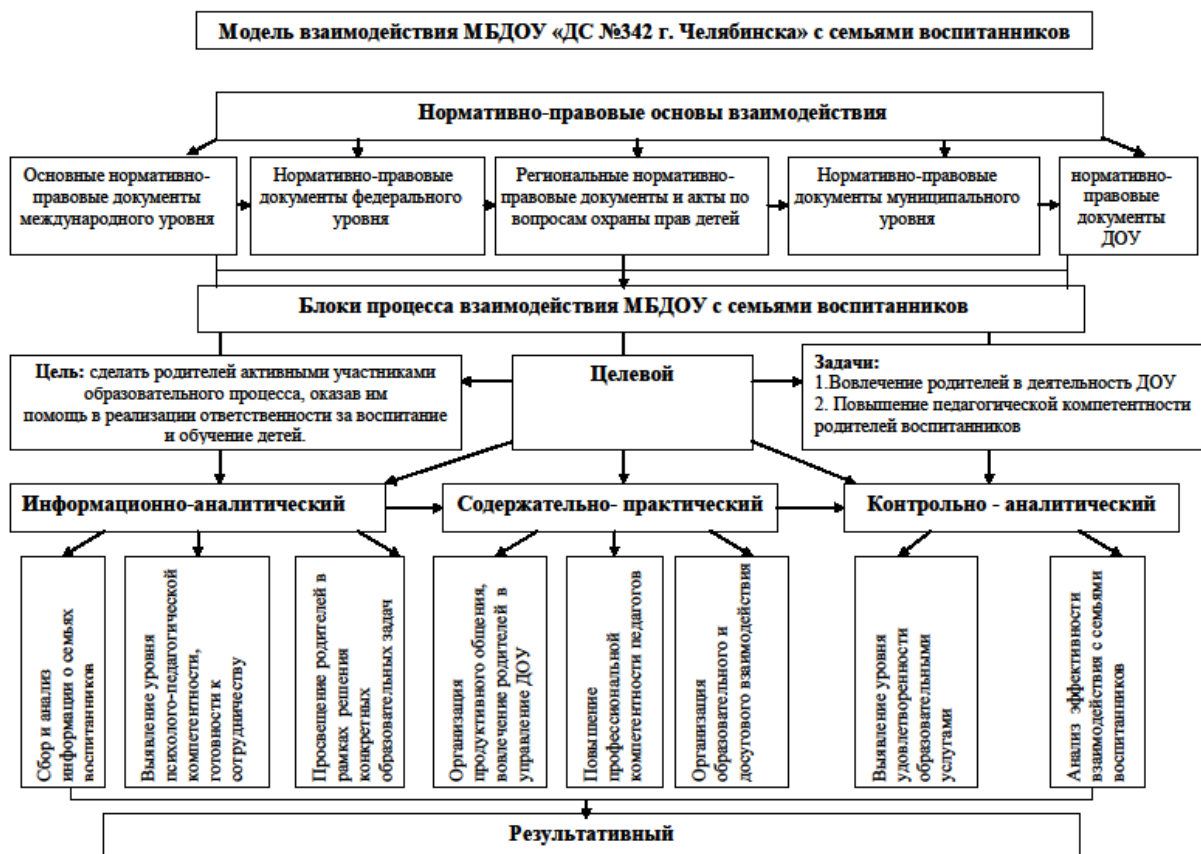 Модель взаимодействия МБДОУ «ДС №342 г. Челябинска» с семьями воспитанников
Нормативно-правовые основы взаимодействия
Основные нормативно-
правовые документы
международного уровня
Нормативно-правовые
документы федерального
уровня
Региональные нормативно-
правовые документы и акты по
вопросам охраны прав детей
Нормативно-правовые
документы муниципального
уровня
нормативно-
правовые
документы
ДОУ
Блоки процесса взаимодействия МБДОУ с семьями воспитанников
Цель: сделать родителей активными участниками
образовательного процесса, оказав им
помощь в реализации ответственности за воспитание
и обучение детей.
Целевой
Задачи:
1.Вовлечение родителей в деятельность ДОУ
2. Повышение педагогической компетентности
родителей воспитанников
Информационно-аналитический
Содержательно- практический
Контрольно - аналитический
Сбор и анализ
информации о семьях
воспитанников
Выявление уровня
психолого-педагогической
компетентности,
готовности к
сотрудничеству
Просвещение родителей в
рамках решения
конкретных
образовательных задач
Организация
продуктивного общения,
вовлечение родителей в
управление ДОУ
Повышение
профессиональной
компетентности педагогов
Организация
образовательного и
досугового взаимодействия
Выявление уровня
удовлетворенности
образовательными
услугами
Анализ эффективности
взаимодействия с семьями
воспитанников
Результативный